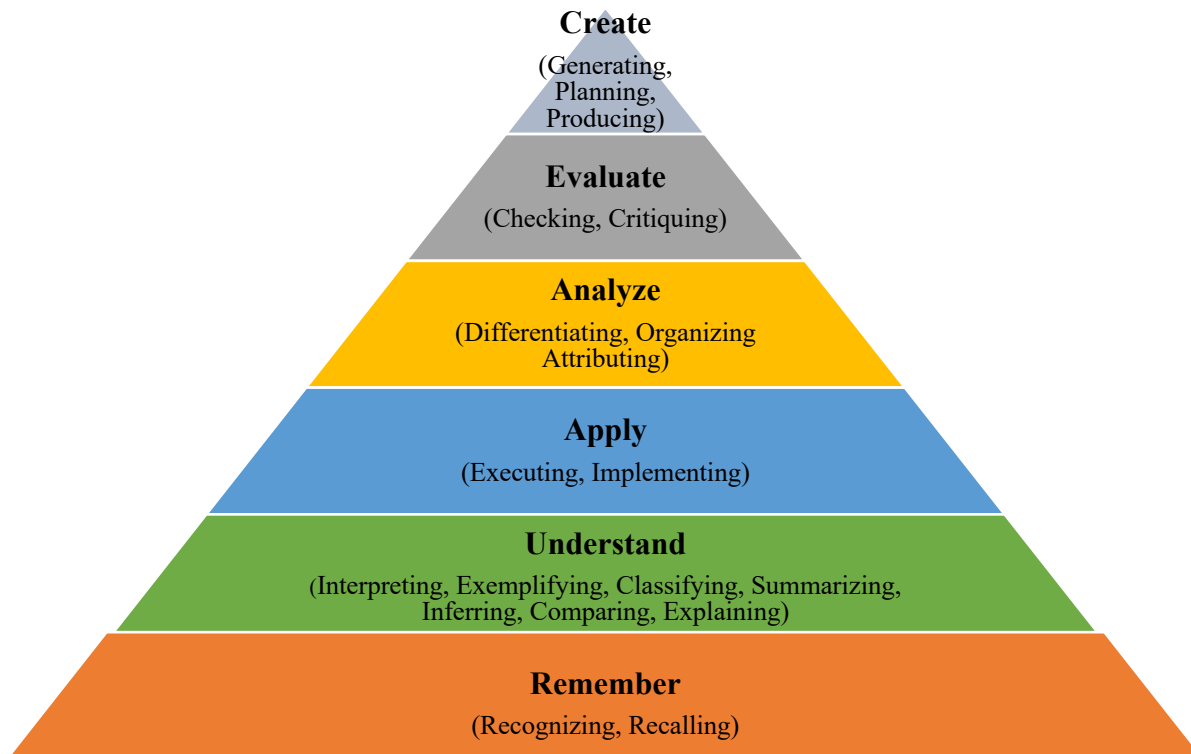 Create
(Generating,
Planning,
Producing)
Evaluate
(Checking, Critiquing)
Analyze
(Differentiating, Organizing
Attributing)
Apply
(Executing, Implementing)
Understand
(Interpreting, Exemplifying, Classifying, Summarizing,
Inferring, Comparing, Explaining)
Remember
(Recognizing, Recalling)